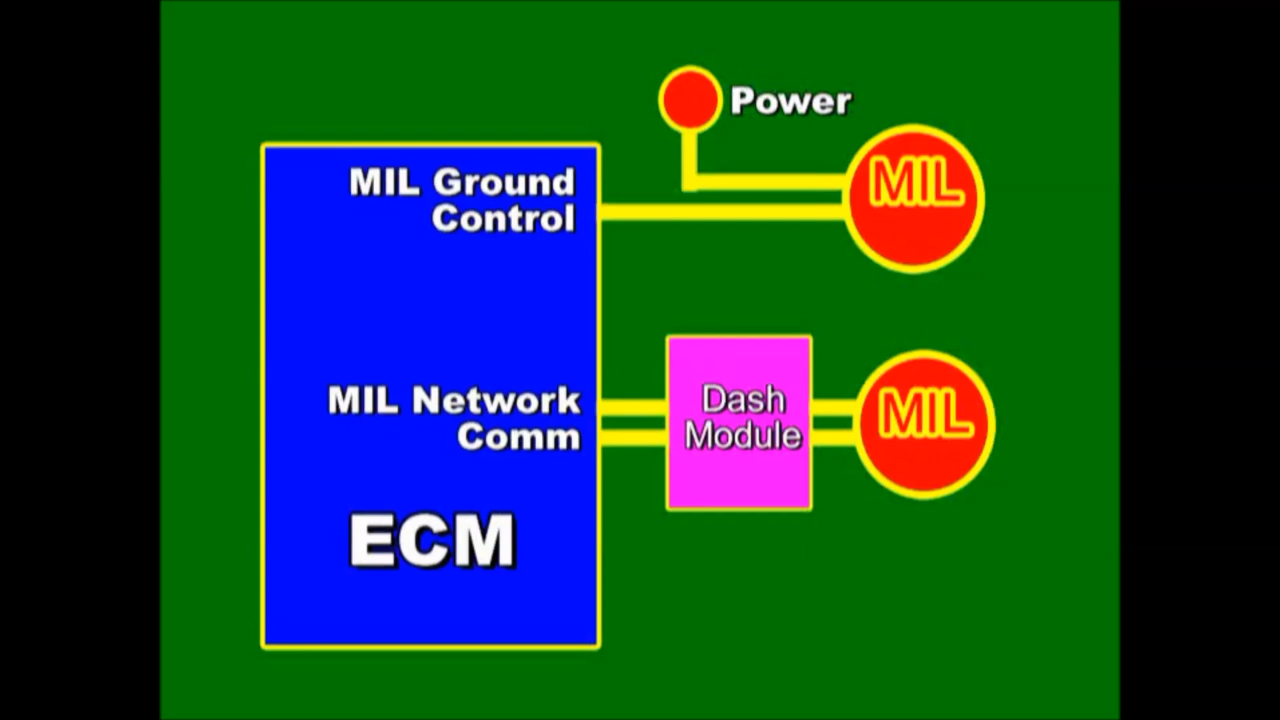 Power
MIL
MIL Ground
Control
MIL Network
Comm
Dash
Module
MIL
ECM